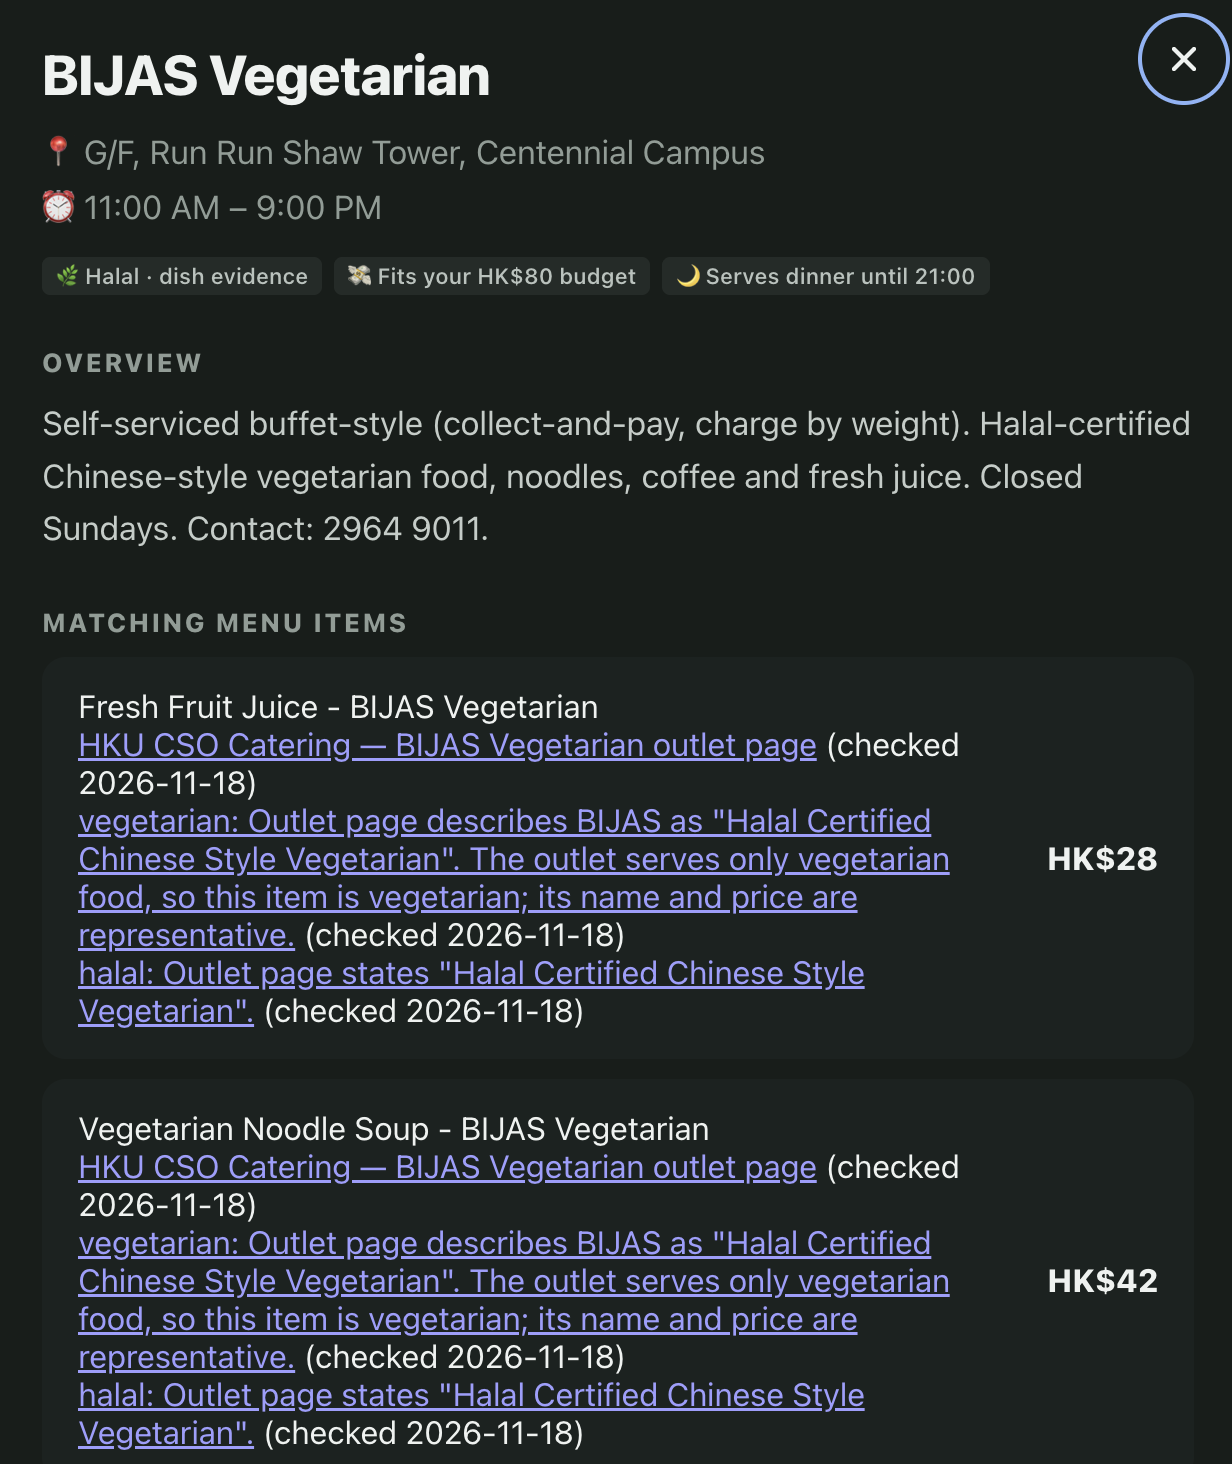 BIJAS Vegetarian
📍 G/F, Run Run Shaw Tower, Centennial Campus
⏰ 11:00 AM – 9:00 PM
🌿 Halal · dish evidence
💸 Fits your HK$80 budget
🌙 Serves dinner until 21:00
OVERVIEW
Self-serviced buffet-style (collect-and-pay, charge by weight). Halal-certified
Chinese-style vegetarian food, noodles, coffee and fresh juice. Closed
Sundays. Contact: 2964 9011.
MATCHING MENU ITEMS
Fresh Fruit Juice - BIJAS Vegetarian
HKU CSO Catering — BIJAS Vegetarian outlet page (checked
2026-11-18)
vegetarian: Outlet page describes BIJAS as "Halal Certified
Chinese Style Vegetarian". The outlet serves only vegetarian
food, so this item is vegetarian; its name and price are
representative. (checked 2026-11-18)
halal: Outlet page states "Halal Certified Chinese Style
Vegetarian". (checked 2026-11-18)
HK$28
Vegetarian Noodle Soup - BIJAS Vegetarian
HKU CSO Catering — BIJAS Vegetarian outlet page (checked
2026-11-18)
vegetarian: Outlet page describes BIJAS as "Halal Certified
Chinese Style Vegetarian". The outlet serves only vegetarian
food, so this item is vegetarian; its name and price are
representative. (checked 2026-11-18)
halal: Outlet page states "Halal Certified Chinese Style
Vegetarian". (checked 2026-11-18)
HK$42